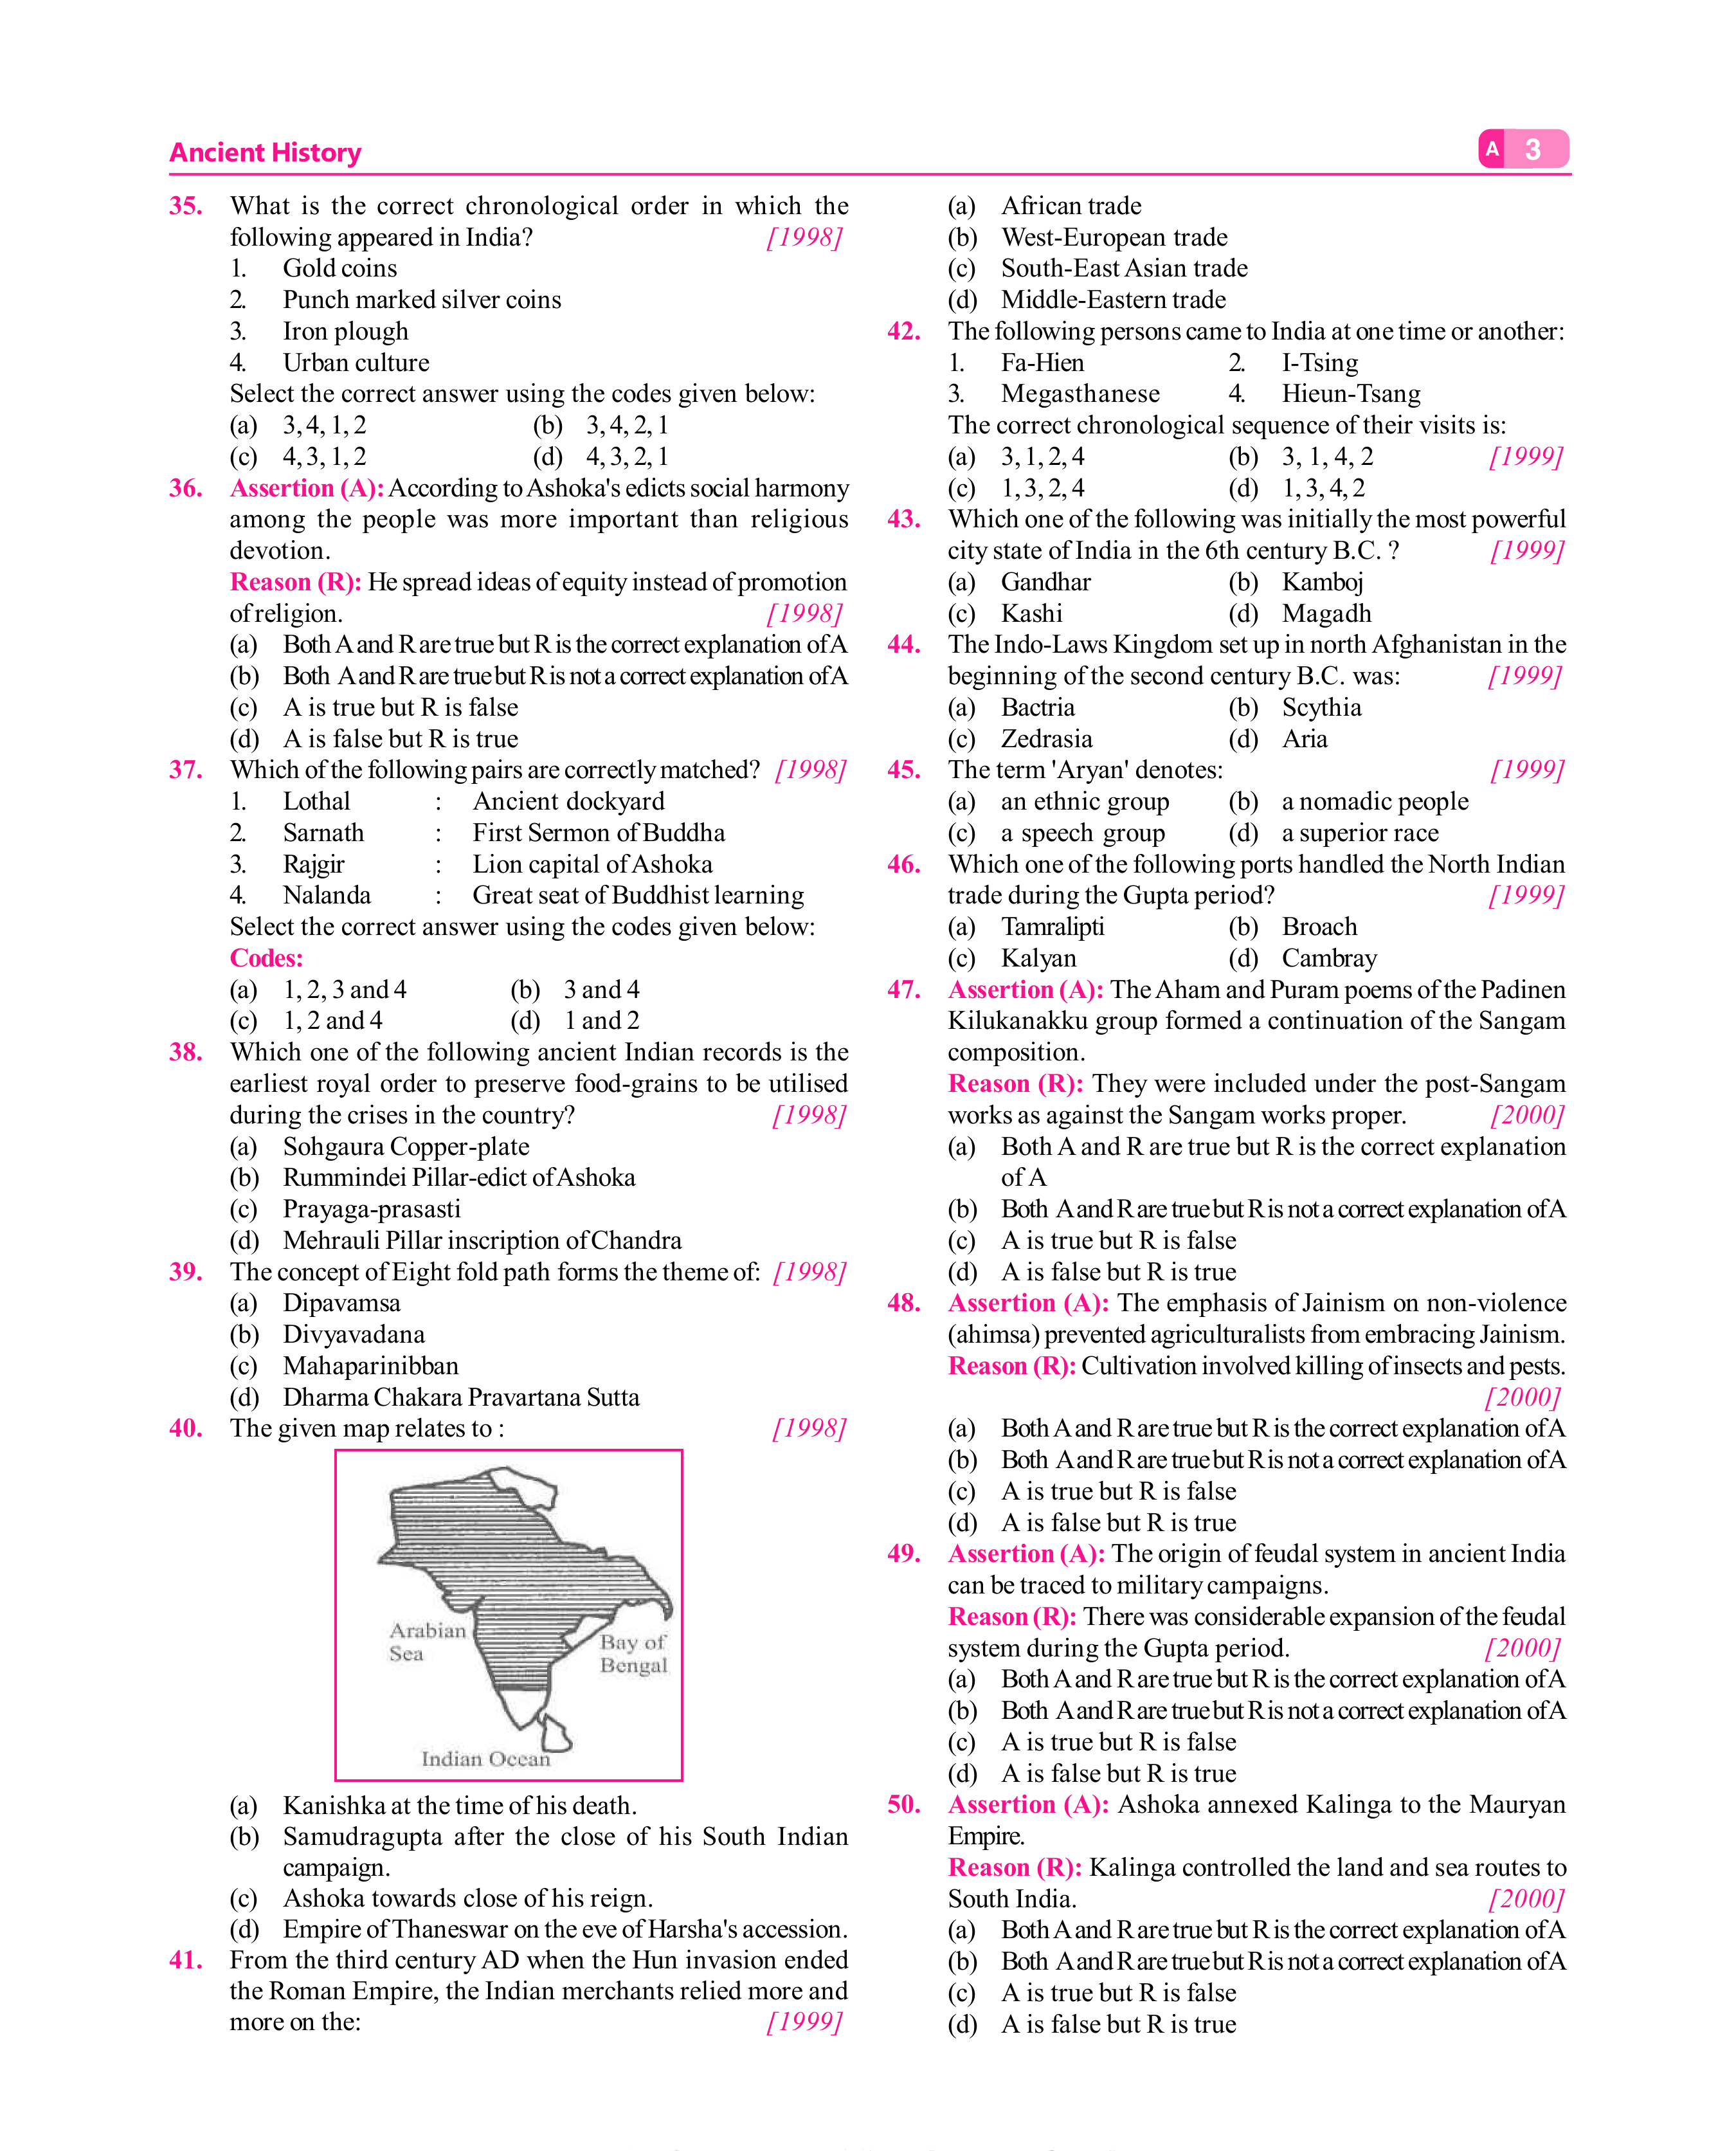 Ancient History
A 3
35. What is the correct chronological order in which the
following appeared in India? [1998]
1. Gold coins
2. Punch marked silver coins
3. Iron plough
4. Urban culture
Select the correct answer using the codes given below:
(a) 3, 4, 1, 2 (b) 3, 4, 2, 1
(c) 4, 3, 1, 2 (d) 4, 3, 2, 1
36. Assertion (A): According to Ashoka's edicts social harmony
among the people was more important than religious
devotion.
Reason (R): He spread ideas of equity instead of promotion
of religion. [1998]
(a) Both A and R are true but R is the correct explanation of A
(b) Both A and R are true but R is not a correct explanation of A
(c) A is true but R is false
(d) A is false but R is true
37. Which of the following pairs are correctly matched? [1998]
1. Lothal : Ancient dockyard
2. Sarnath : First Sermon of Buddha
3. Rajgir : Lion capital of Ashoka
4. Nalanda : Great seat of Buddhist learning
Select the correct answer using the codes given below:
Codes:
(a) 1, 2, 3 and 4 (b) 3 and 4
(c) 1, 2 and 4 (d) 1 and 2
38. Which one of the following ancient Indian records is the
earliest royal order to preserve food-grains to be utilised
during the crises in the country? [1998]
(a) Sohgaura Copper-plate
(b) Rummindei Pillar-edict of Ashoka
(c) Prayaga-prasasti
(d) Mehrauli Pillar inscription of Chandra
39. The concept of Eight fold path forms the theme of: [1998]
(a) Dipavamsa
(b) Divyavadana
(c) Mahaparinibban
(d) Dharma Chakara Pravartana Sutta
40. The given map relates to : [1998]
Arabian
Sea
Bay of
Bengal
Indian Ocean
(a) Kanishka at the time of his death.
(b) Samudragupta after the close of his South Indian
campaign.
(c) Ashoka towards close of his reign.
(d) Empire of Thaneswar on the eve of Harsha's accession.
41. From the third century AD when the Hun invasion ended
the Roman Empire, the Indian merchants relied more and
more on the: [1999]
(a) African trade
(b) West-European trade
(c) South-East Asian trade
(d) Middle-Eastern trade
42. The following persons came to India at one time or another:
1. Fa-Hien 2. I-Tsing
3. Megasthanese 4. Hieun-Tsang
The correct chronological sequence of their visits is:
(a) 3, 1, 2, 4 (b) 3, 1, 4, 2 [1999]
(c) 1, 3, 2, 4 (d) 1, 3, 4, 2
43. Which one of the following was initially the most powerful
city state of India in the 6th century B.C. ? [1999]
(a) Gandhar (b) Kamboj
(c) Kashi (d) Magadh
44. The Indo-Laws Kingdom set up in north Afghanistan in the
beginning of the second century B.C. was: [1999]
(a) Bactria (b) Scythia
(c) Zedrasia (d) Aria
45. The term 'Aryan' denotes: [1999]
(a) an ethnic group (b) a nomadic people
(c) a speech group (d) a superior race
46. Which one of the following ports handled the North Indian
trade during the Gupta period? [1999]
(a) Tamralipti (b) Broach
(c) Kalyan (d) Cambray
47. Assertion (A): The Aham and Puram poems of the Padinen
Kilukanakku group formed a continuation of the Sangam
composition.
Reason (R): They were included under the post-Sangam
works as against the Sangam works proper. [2000]
(a) Both A and R are true but R is the correct explanation
of A
(b) Both A and R are true but R is not a correct explanation of A
(c) A is true but R is false
(d) A is false but R is true
48. Assertion (A): The emphasis of Jainism on non-violence
(ahimsa) prevented agriculturalists from embracing Jainism.
Reason (R): Cultivation involved killing of insects and pests.
[2000]
(a) Both A and R are true but R is the correct explanation of A
(b) Both A and R are true but R is not a correct explanation of A
(c) A is true but R is false
(d) A is false but R is true
49. Assertion (A): The origin of feudal system in ancient India
can be traced to military campaigns.
Reason (R): There was considerable expansion of the feudal
system during the Gupta period. [2000]
(a) Both A and R are true but R is the correct explanation of A
(b) Both A and R are true but R is not a correct explanation of A
(c) A is true but R is false
(d) A is false but R is true
50. Assertion (A): Ashoka annexed Kalinga to the Mauryan
Empire.
Reason (R): Kalinga controlled the land and sea routes to
South India. [2000]
(a) Both A and R are true but R is the correct explanation of A
(b) Both A and R are true but R is not a correct explanation of A
(c) A is true but R is false
(d) A is false but R is true